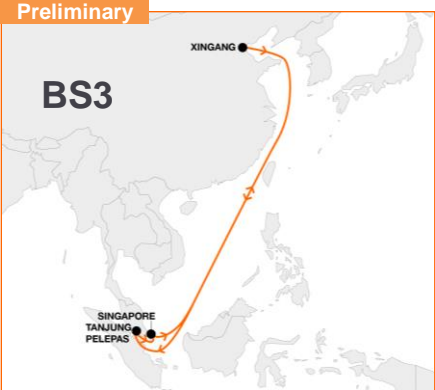 Preliminary
XINGANG
BS3
SINGAPORE
TANJUNG
PELEPAS